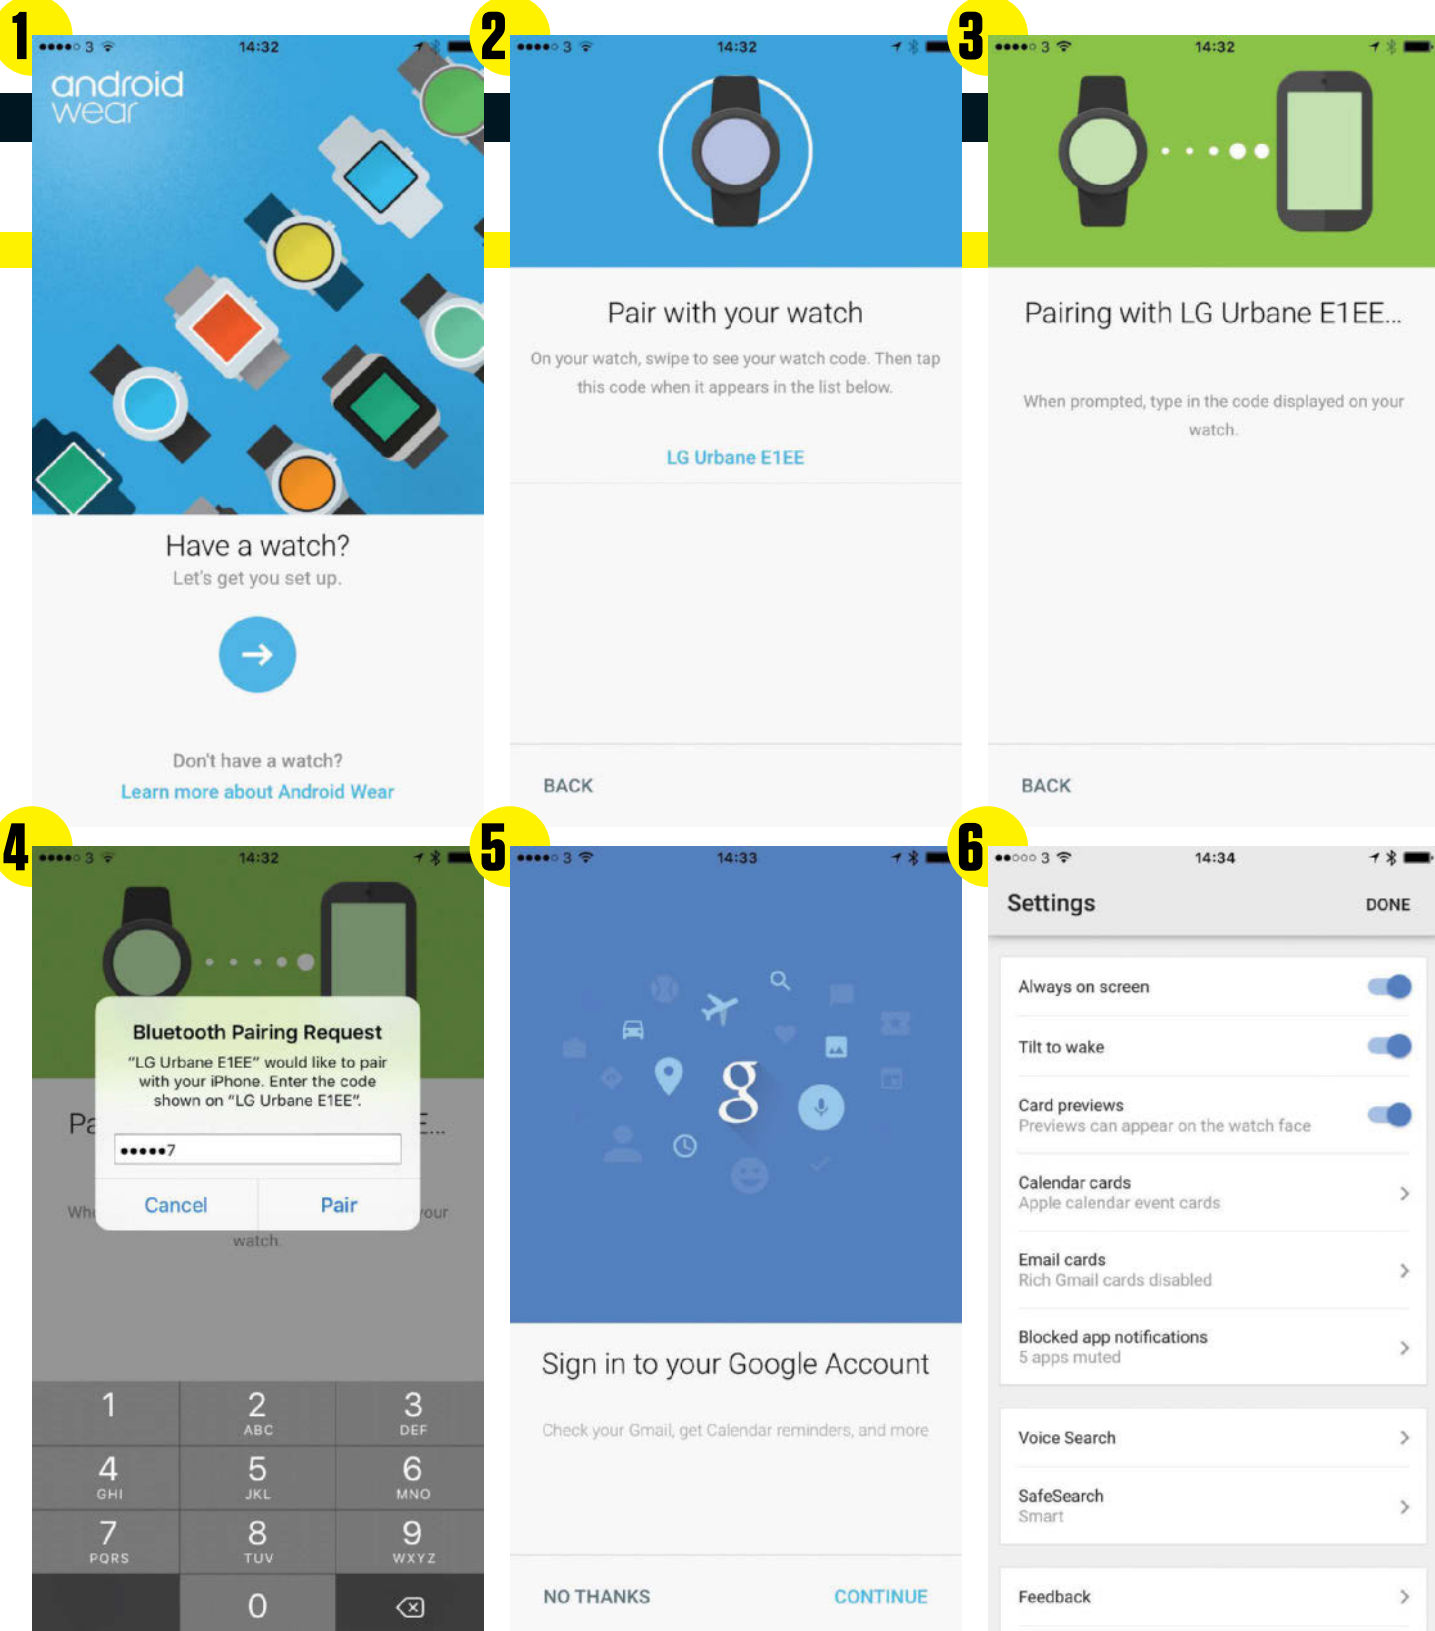 1
3
14:32
android
wear
Have a watch?
Let's get you set up.
Don't have a watch?
Learn more about Android Wear
2
3
14:32
Pair with your watch
On your watch, swipe to see your watch code. Then tap
this code when it appears in the list below.
LG Urbane E1EE
BACK
3
3
14:32
Pairing with LG Urbane E1EE...
When prompted, type in the code displayed on your
watch.
BACK
4
3
14:32
Bluetooth Pairing Request
"LG Urbane E1EE" would like to pair
with your iPhone. Enter the code
shown on "LG Urbane E1EE".
•••••7
Cancel
Pair
Pa
E...
Whe
your
watch.
1
2
ABC
3
DEF
4
GHI
5
JKL
6
MNO
7
PQRS
8
TUV
9
WXYZ
0
5
3
14:33
g
Sign in to your Google Account
Check your Gmail, get Calendar reminders, and more
NO THANKS
CONTINUE
6
3
14:34
Settings
DONE
Always on screen
Tilt to wake
Card previews
Previews can appear on the watch face
Calendar cards
Apple calendar event cards
Email cards
Rich Gmail cards disabled
Blocked app notifications
5 apps muted
Voice Search
SafeSearch
Smart
Feedback